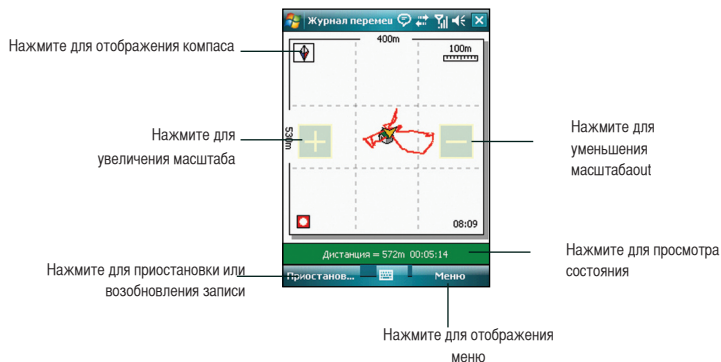 Журнал перемещ
400m
Нажмите для отображения компаса
100m
530m
Нажмите для
увеличения масштаба
Нажмите для
уменьшения
масштабаout
08:09
Дистанция = 572m 00:05:14
Нажмите для просмотра
состояния
Нажмите для приостановки или
возобновления записи
Приостанов...
Меню
Нажмите для отображения
меню